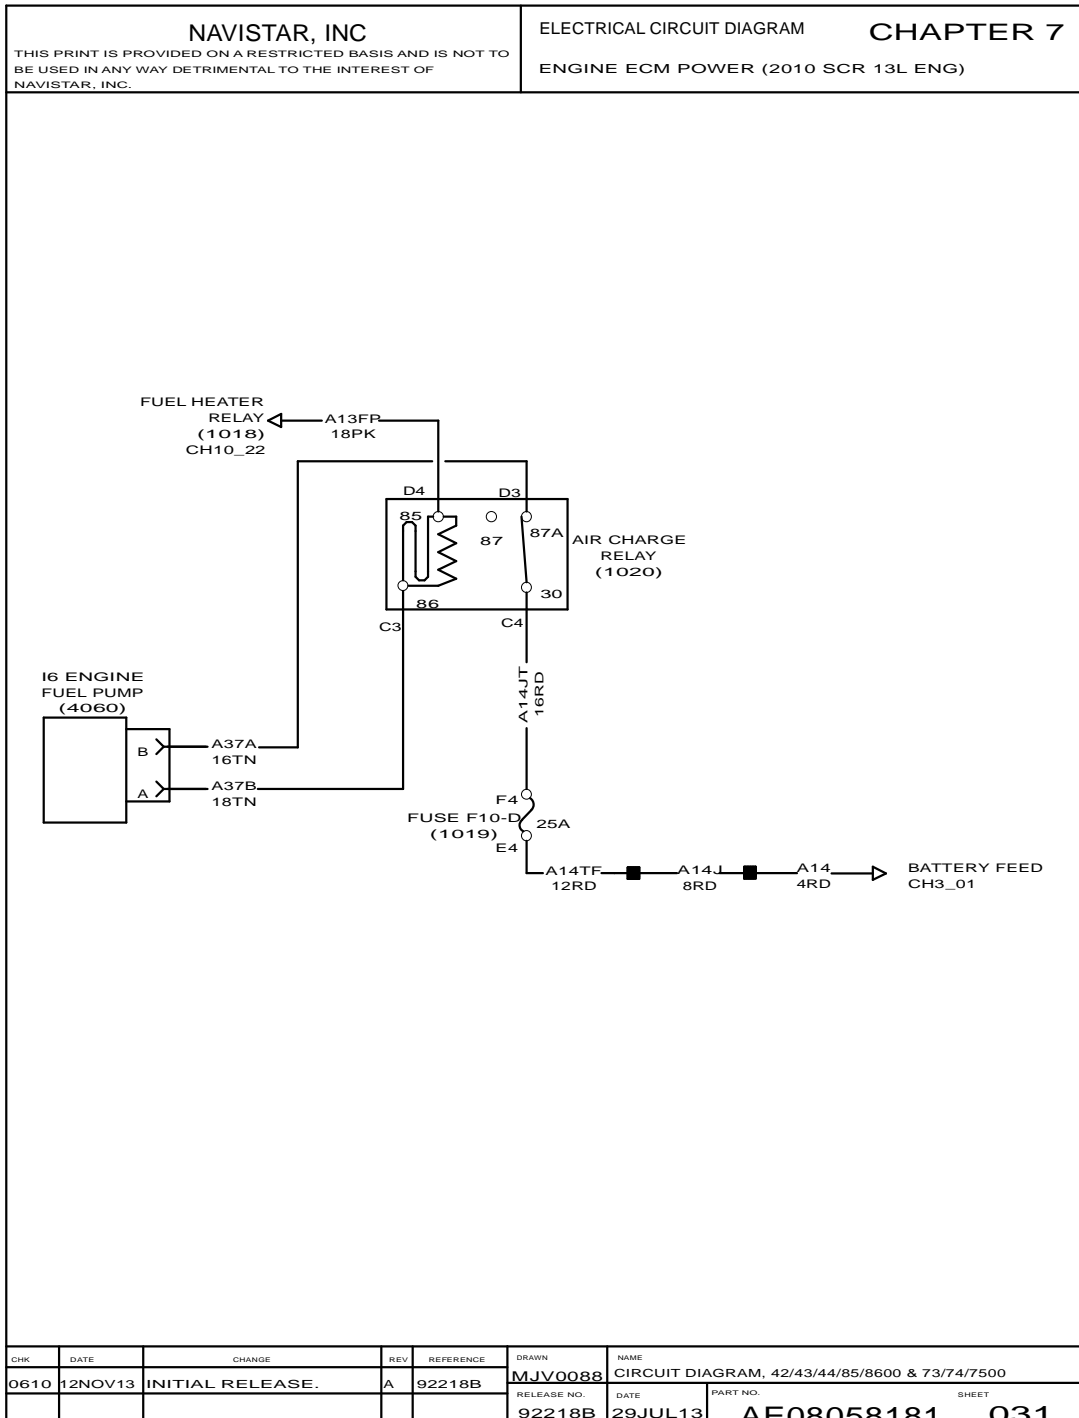 NAVISTAR, INC
THIS PRINT IS PROVIDED ON A RESTRICTED BASIS AND IS NOT TO
BE USED IN ANY WAY DETRIMENTAL TO THE INTEREST OF
NAVISTAR, INC.
ELECTRICAL CIRCUIT DIAGRAM
CHAPTER 7
ENGINE ECM POWER (2010 SCR 13L ENG)
FUEL HEATER
RELAY
(1018)
CH10_22
A13FP
18PK
D4
D3
85
87
87A
30
86
C3
C4
AIR CHARGE
RELAY
(1020)
A14JT
16RD
I6 ENGINE
FUEL PUMP
(4060)
B
A37A
16TN
A
A37B
18TN
F4
FUSE F10-D
(1019)
25A
E4
A14TF
12RD
A14J
8RD
A14
4RD
BATTERY FEED
CH3_01
CHK
DATE
CHANGE
REV
REFERENCE
0610
12NOV13
INITIAL RELEASE.
A
92218B
DRAWN
MJV0088
NAME
CIRCUIT DIAGRAM, 42/43/44/85/8600 & 73/74/7500
RELEASE NO.
92218B
DATE
29JUL13
PART NO.
AE08058181
SHEET
031